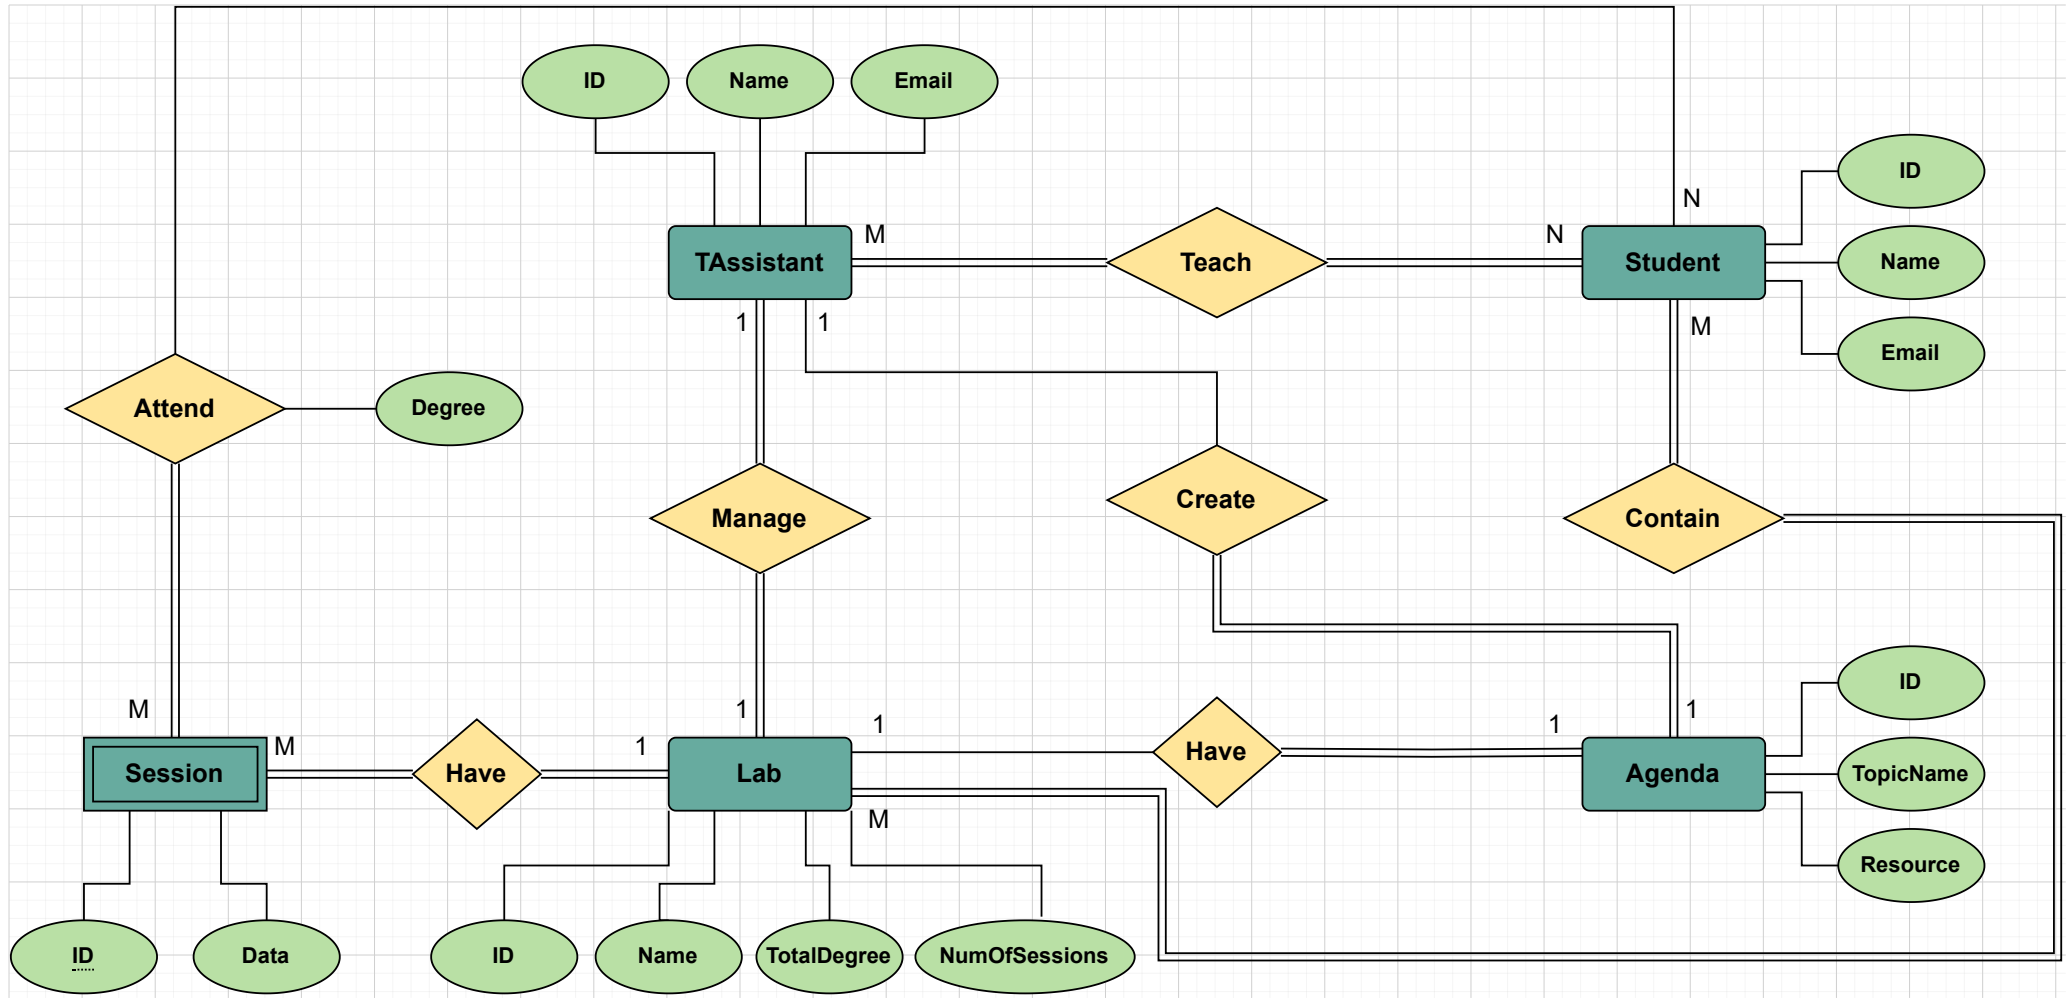 ID
Name
Email
ID
N
M
N
TAssistant
Teach
Student
Name
1
1
M
Email
Attend
Degree
Create
Manage
Contain
ID
M
1
1
1
1
M
1
Have
Session
Have
Lab
Agenda
TopicName
M
Resource
ID
Data
ID
Name
TotalDegree
NumOfSessions